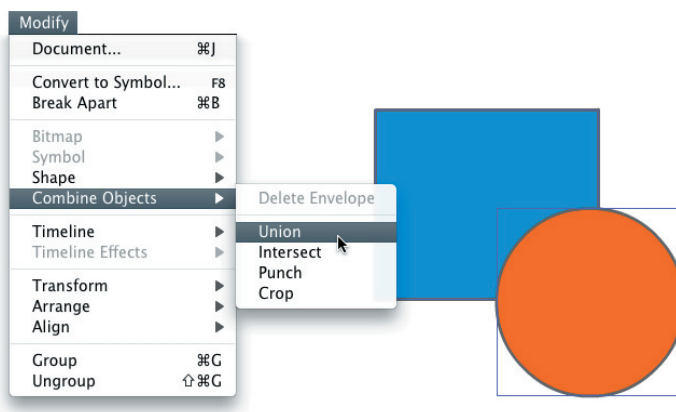 Modify
Document... ⌘J
Convert to Symbol... F8
Break Apart ⌘B
Bitmap
Symbol
Shape
Combine Objects
Timeline
Timeline Effects
Transform
Arrange
Align
Group ⌘G
Ungroup ⇧⌘G
Delete Envelope
Union
Intersect
Punch
Crop